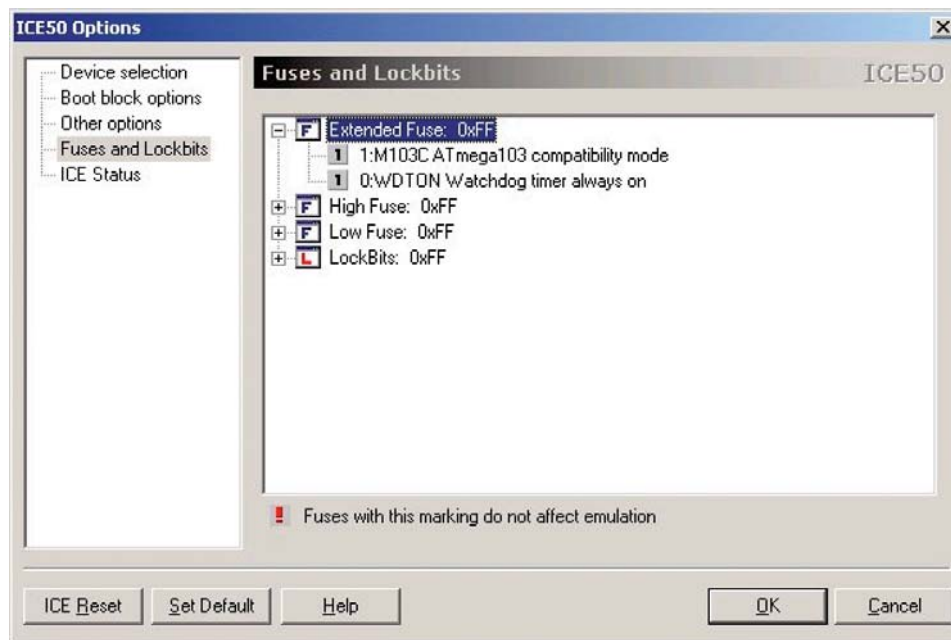 ICE50 Options
Device selection
Boot block options
Other options
Fuses and Lockbits
ICE Status
Fuses and Lockbits ICE50
F Extended Fuse: 0xFF
1 1:M103C ATmega103 compatibility mode
1 0:WDTON Watchdog timer always on
F High Fuse: 0xFF
F Low Fuse: 0xFF
L LockBits: 0xFF
! Fuses with this marking do not affect emulation
ICE Reset Set Default Help OK Cancel